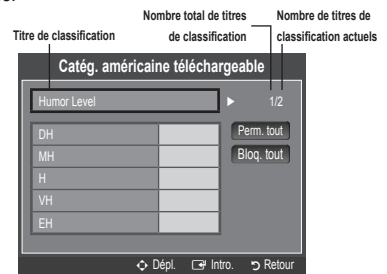 Nombre total de titres
de classification
Nombre de titres de
classification actuels
Titre de classification
Catég. américaine téléchargeable
Humor Level ► 1/2
DH
MH
H
VH
EH
Perm. tout
Bloq. tout
Dépl. Intro. Retour